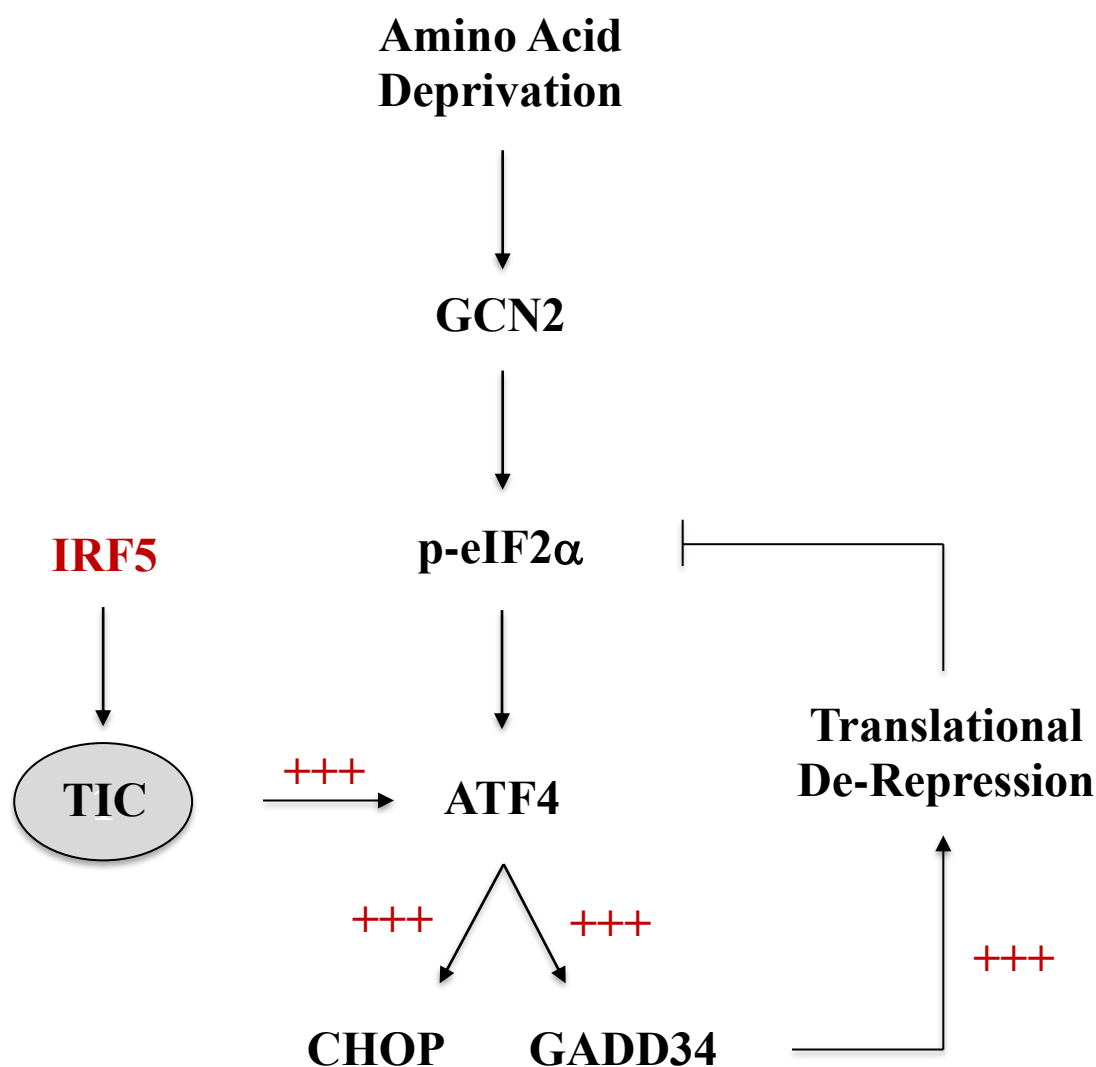 Amino Acid
Deprivation
GCN2
IRF5
p-eIF2α
TIC
+++
ATF4
Translational
De-Repression
+++
+++
+++
CHOP
GADD34